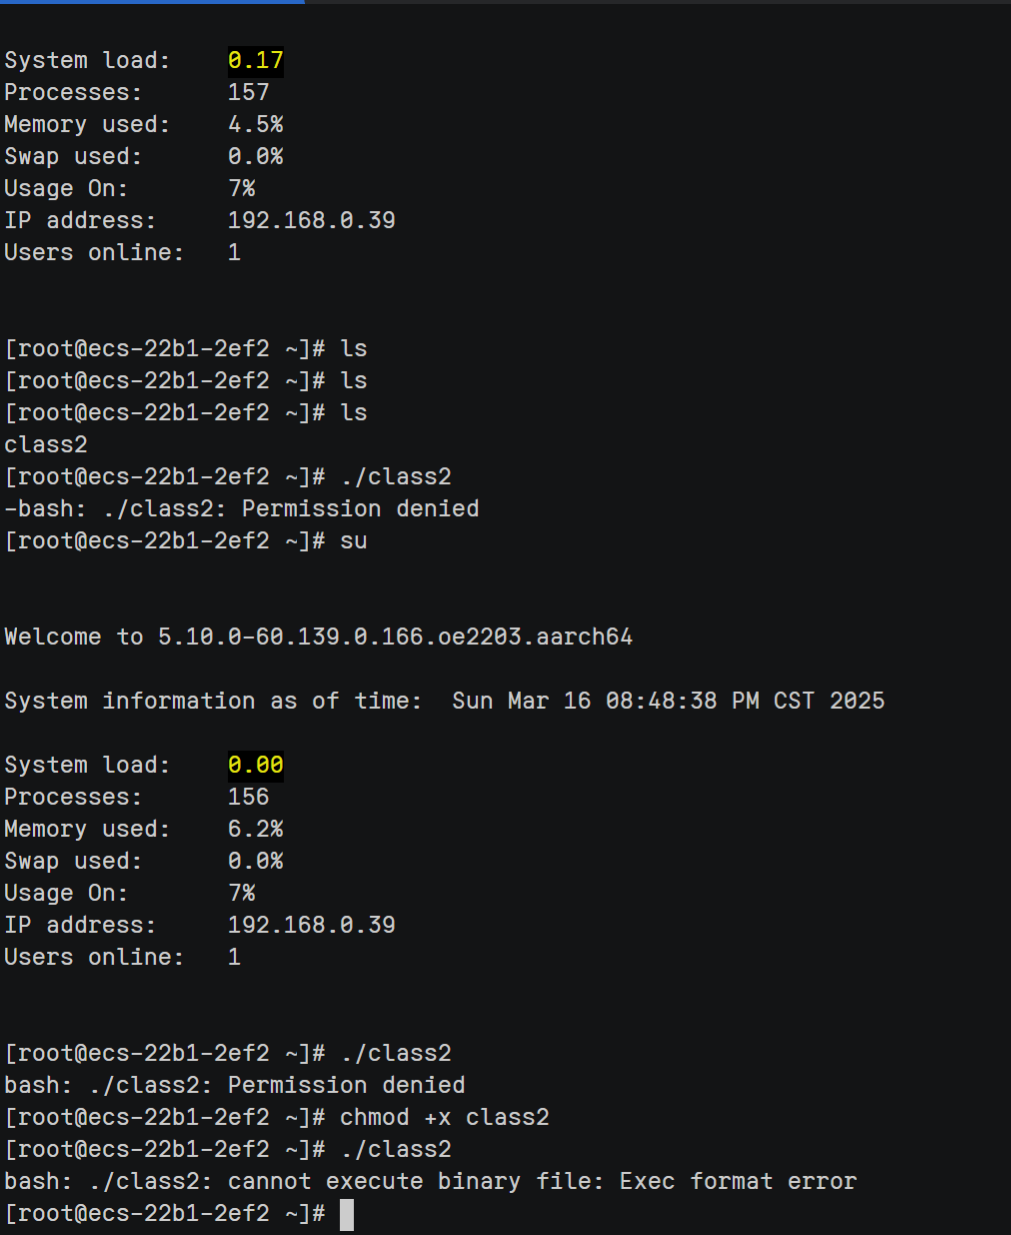 System load:    0.17
Processes:      157
Memory used:    4.5%
Swap used:      0.0%
Usage On:       7%
IP address:     192.168.0.39
Users online:   1
[root@ecs-22b1-2ef2 ~]# ls
[root@ecs-22b1-2ef2 ~]# ls
[root@ecs-22b1-2ef2 ~]# ls
class2
[root@ecs-22b1-2ef2 ~]# ./class2
-bash: ./class2: Permission denied
[root@ecs-22b1-2ef2 ~]# su
Welcome to 5.10.0-60.139.0.166.oe2203.aarch64
System information as of time:  Sun Mar 16 08:48:38 PM CST 2025
System load:    0.00
Processes:      156
Memory used:    6.2%
Swap used:      0.0%
Usage On:       7%
IP address:     192.168.0.39
Users online:   1
[root@ecs-22b1-2ef2 ~]# ./class2
bash: ./class2: Permission denied
[root@ecs-22b1-2ef2 ~]# chmod +x class2
[root@ecs-22b1-2ef2 ~]# ./class2
bash: ./class2: cannot execute binary file: Exec format error
[root@ecs-22b1-2ef2 ~]#